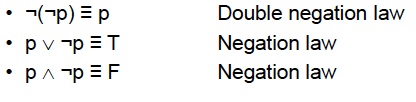 • ¬(¬p) ≡ p Double negation law
• p ∨ ¬p ≡ T Negation law
• p ∧ ¬p ≡ F Negation law